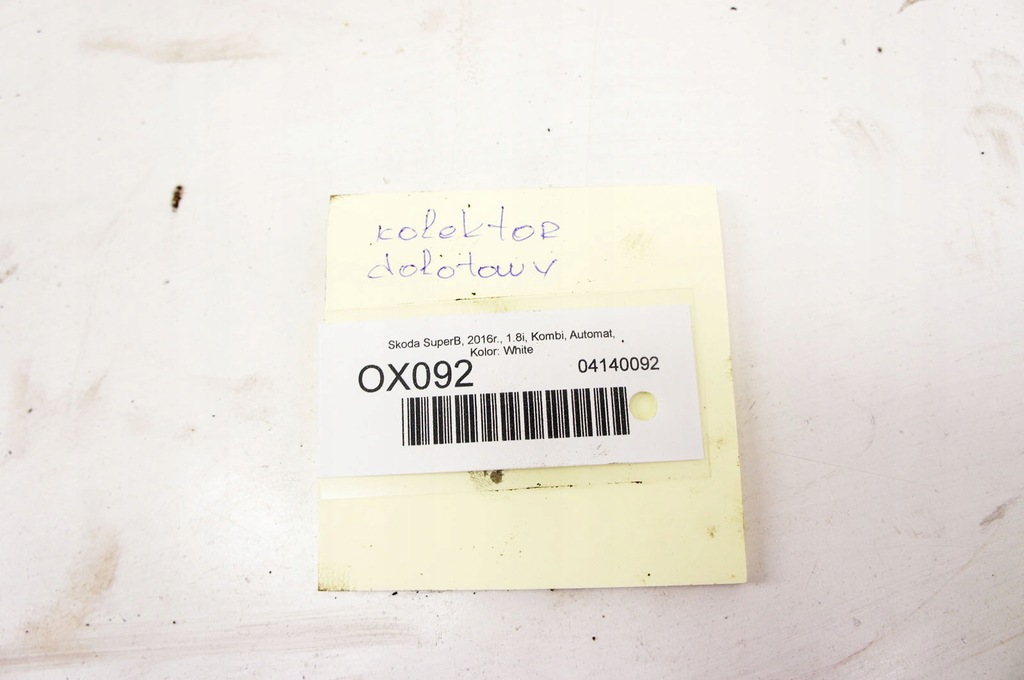 kolektor
dolotowy
Skoda SuperB, 2016r., 1.8i, Kombi, Automat,
Kolor: White
OX092
04140092